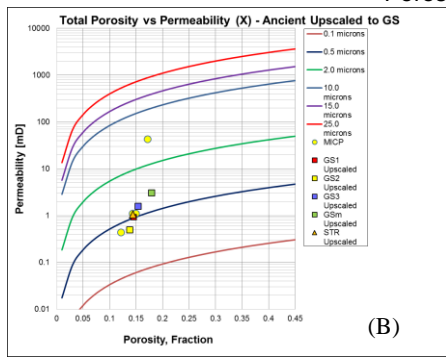 Total Porosity vs Permeability (X) - Ancient Upscaled to GS
Permeability [mD]
10000
1000
100
10
1
0.1
0.01
0 0.05 0.1 0.15 0.2 0.25 0.3 0.35 0.4 0.45
Porosity, Fraction
0.1 microns
0.5 microns
2.0 microns
10.0
microns
15.0
microns
25.0
microns
MICP
GS1
Upscaled
GS2
Upscaled
GS3
Upscaled
GSm
Upscaled
STR
Upscaled
(B)